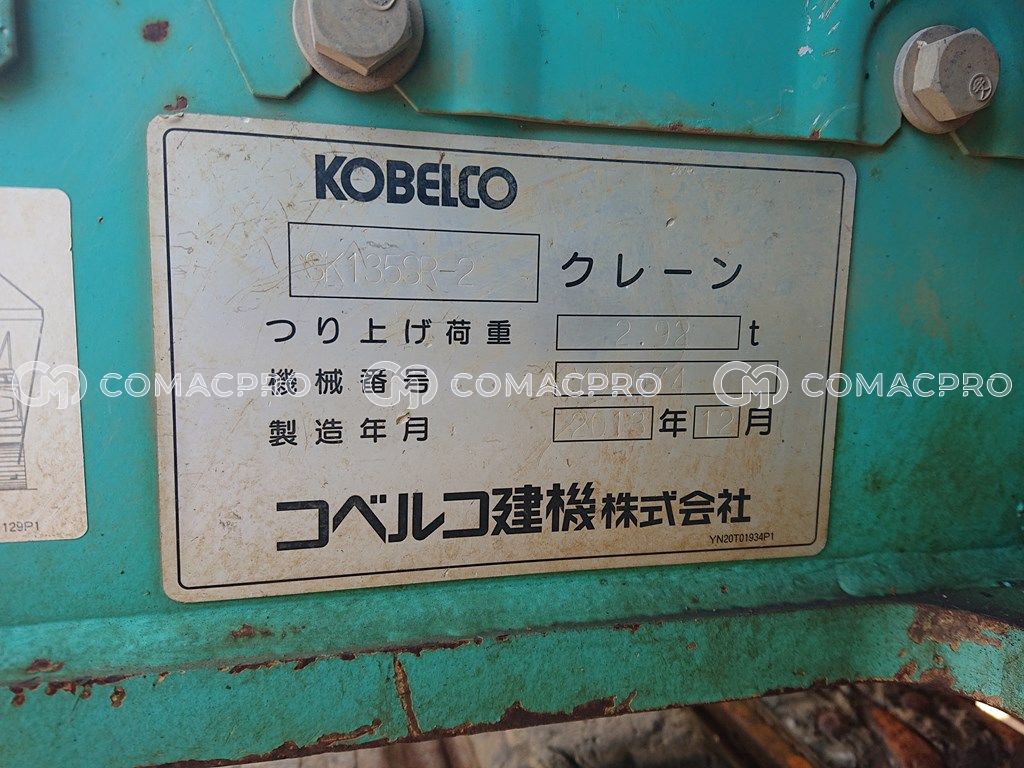 KOBELCO
SK135SR-2 クレーン
つり上げ荷重 2.98 t
COMACPRO COMACPRO COMACPRO
機械番号
製造年月 2013 年 12 月
コベルコ建機株式会社
YN20T01934P1
129P1